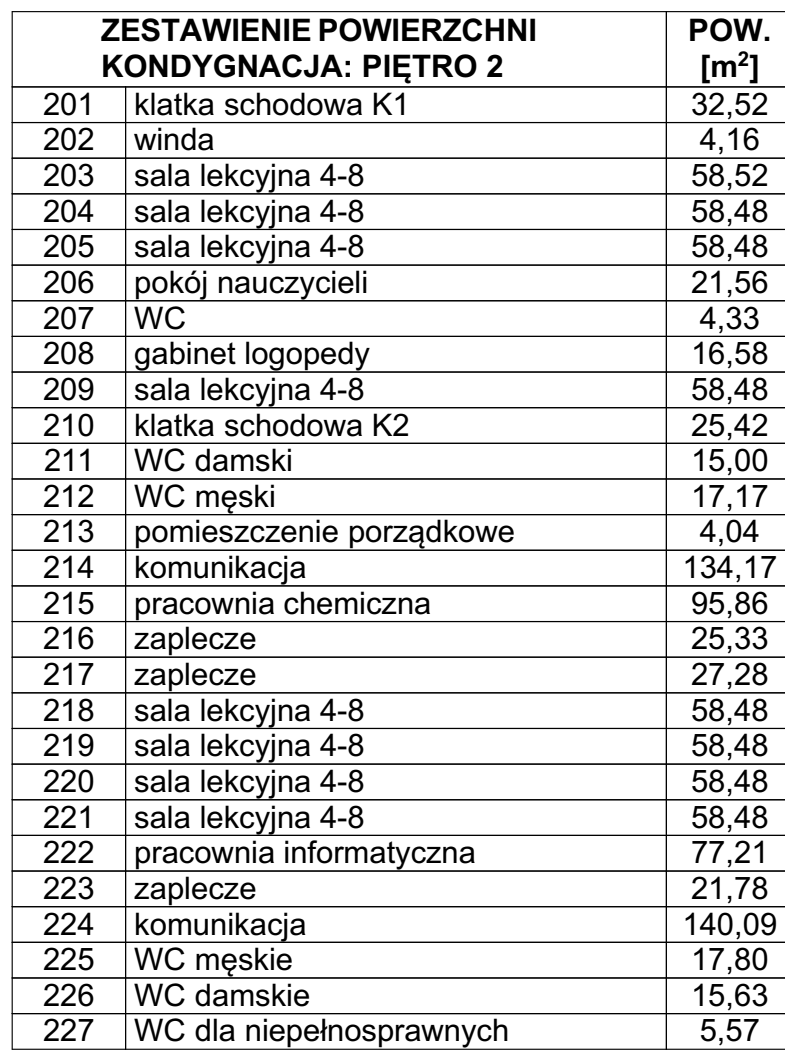 ZESTAWIENIE POWIERZCHNI POW.
KONDYGNACJA: PIĘTRO 2 [m²]
201 klatka schodowa K1 32,52
202 winda 4,16
203 sala lekcyjna 4-8 58,52
204 sala lekcyjna 4-8 58,48
205 sala lekcyjna 4-8 58,48
206 pokój nauczycieli 21,56
207 WC 4,33
208 gabinet logopedy 16,58
209 sala lekcyjna 4-8 58,48
210 klatka schodowa K2 25,42
211 WC damski 15,00
212 WC męski 17,17
213 pomieszczenie porządkowe 4,04
214 komunikacja 134,17
215 pracownia chemiczna 95,86
216 zaplecze 25,33
217 zaplecze 27,28
218 sala lekcyjna 4-8 58,48
219 sala lekcyjna 4-8 58,48
220 sala lekcyjna 4-8 58,48
221 sala lekcyjna 4-8 58,48
222 pracownia informatyczna 77,21
223 zaplecze 21,78
224 komunikacja 140,09
225 WC męskie 17,80
226 WC damskie 15,63
227 WC dla niepełnosprawnych 5,57